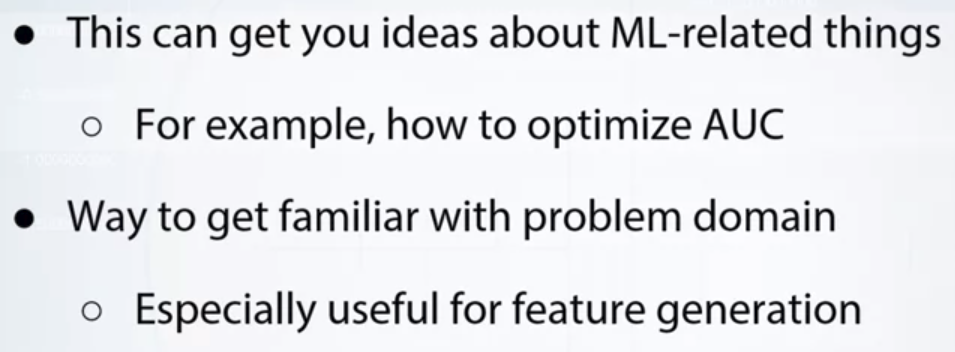 ● This can get you ideas about ML-related things
○ For example, how to optimize AUC
● Way to get familiar with problem domain
○ Especially useful for feature generation